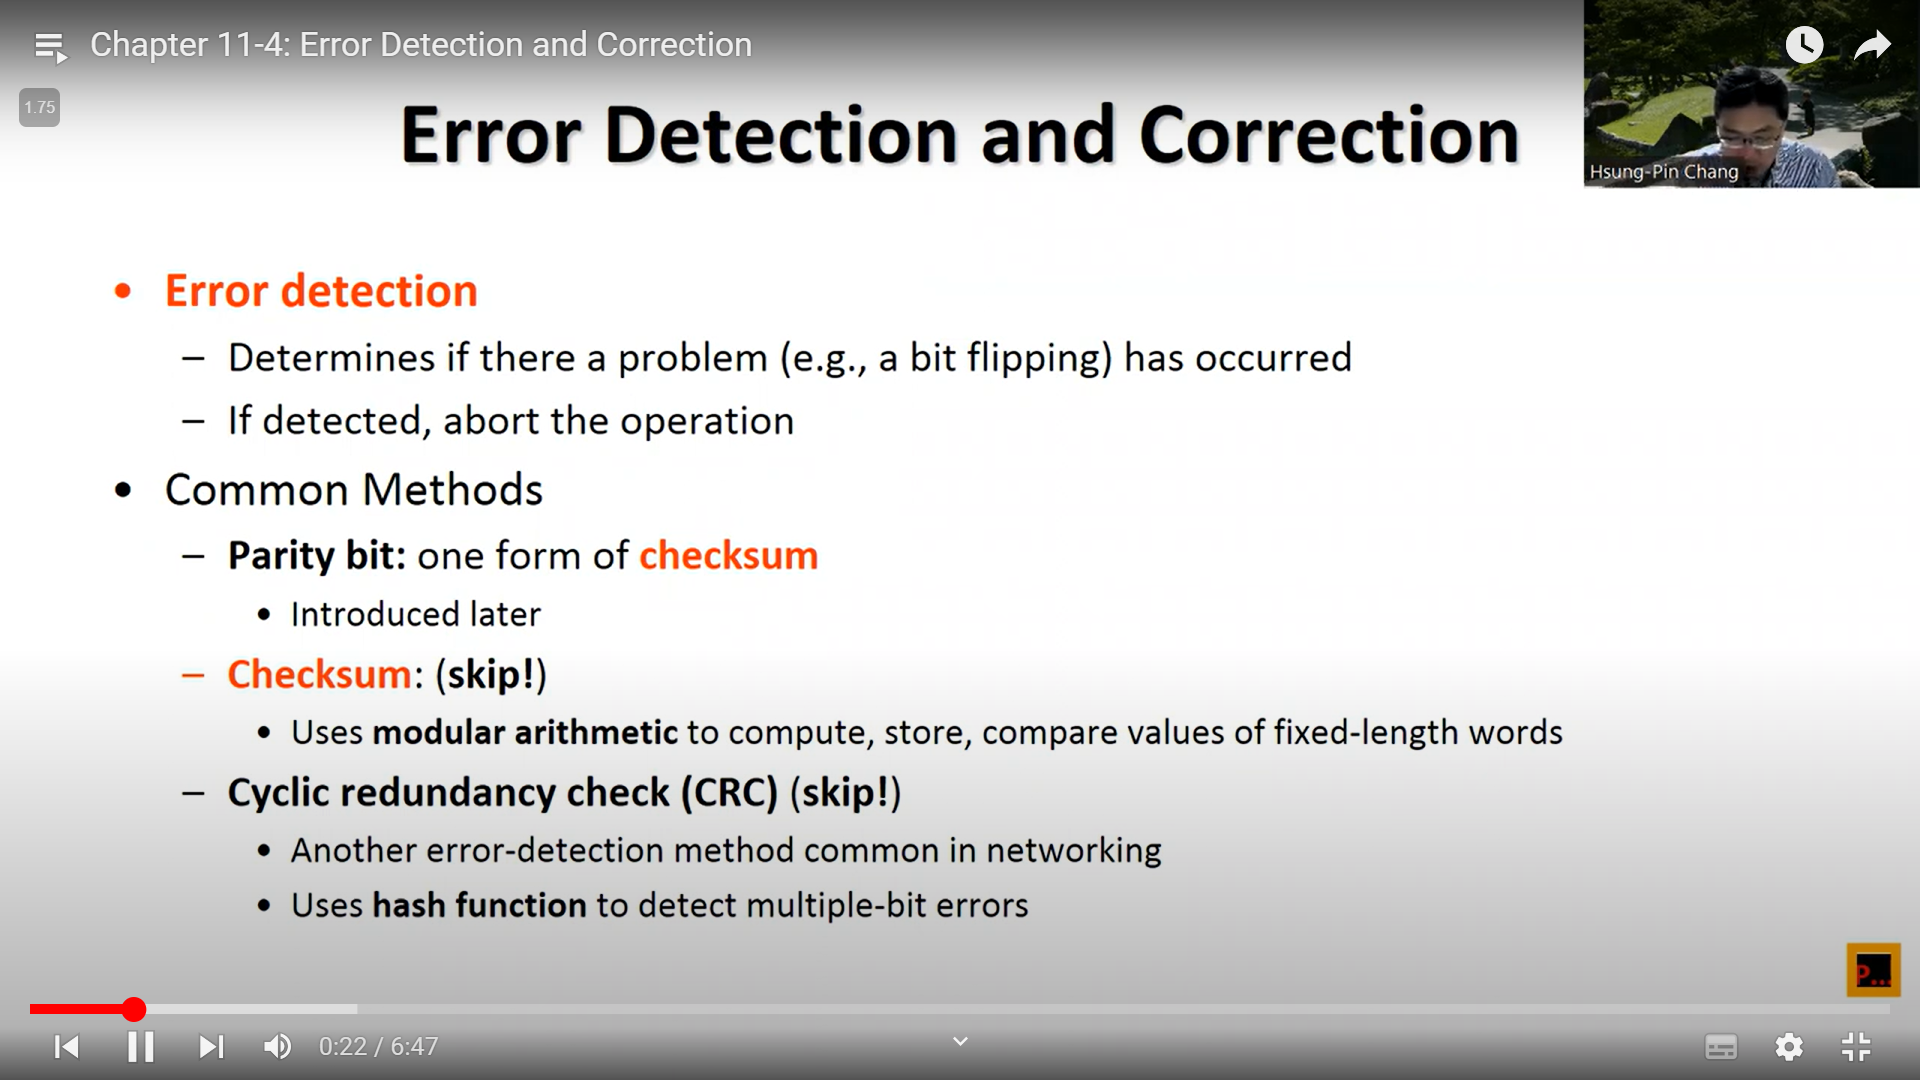 Chapter 11-4: Error Detection and Correction
1.75
Error Detection and Correction
Hsung-Pin Chang
• Error detection
– Determines if there a problem (e.g., a bit flipping) has occurred
– If detected, abort the operation
• Common Methods
– Parity bit: one form of checksum
• Introduced later
– Checksum: (skip!)
• Uses modular arithmetic to compute, store, compare values of fixed-length words
– Cyclic redundancy check (CRC) (skip!)
• Another error-detection method common in networking
• Uses hash function to detect multiple-bit errors
P...
0:22 / 6:47